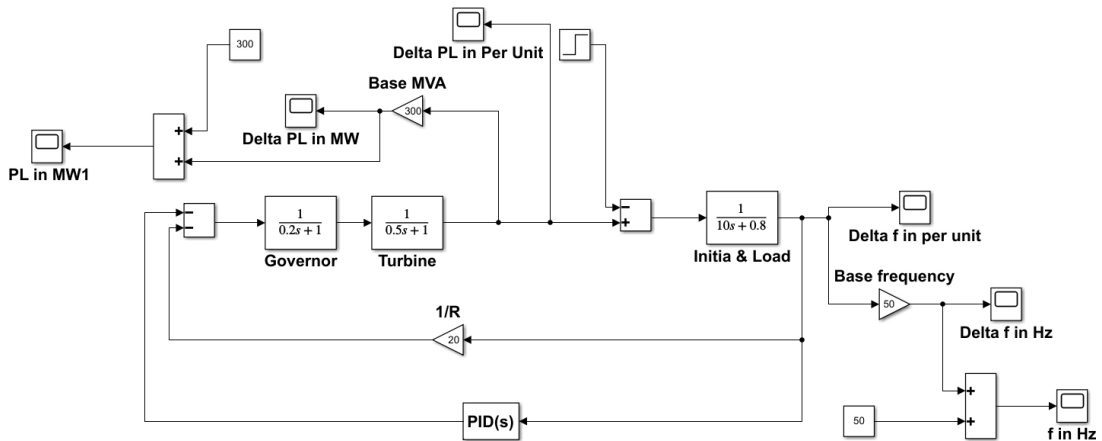 300
Delta PL in Per Unit
Base MVA
300
Delta PL in MW
+
+
PL in MW1
−
−
1
0.2s + 1
Governor
1
0.5s + 1
Turbine
−
+
1
10s + 0.8
Initia & Load
Delta f in per unit
Base frequency
50
Delta f in Hz
1/R
20
PID(s)
50
+
+
f in Hz